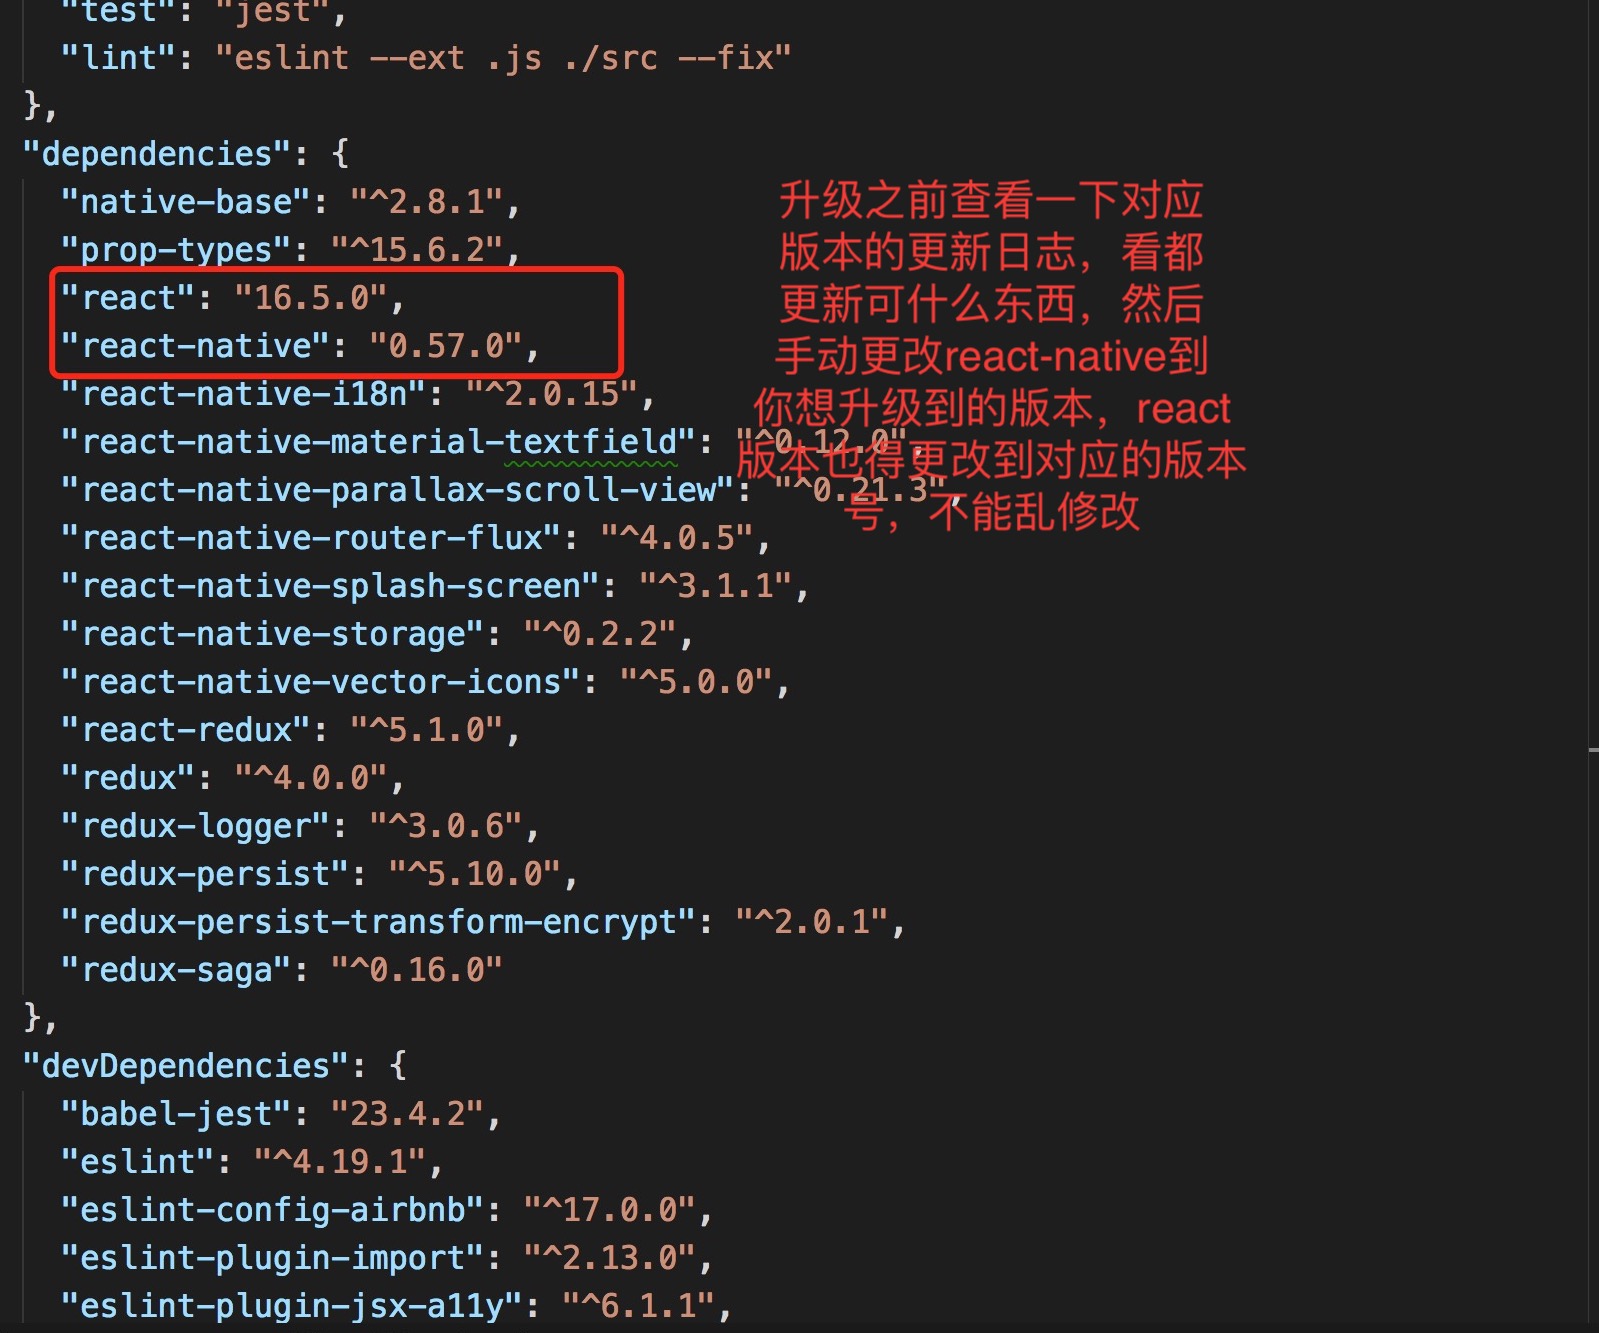 "test": "jest",
"lint": "eslint --ext .js ./src --fix"
},
"dependencies": {
"native-base": "^2.8.1",
"prop-types": "^15.6.2",
"react": "16.5.0",
"react-native": "0.57.0",
"react-native-i18n": "^2.0.15",
"react-native-material-textfield": "^0.12.0",
"react-native-parallax-scroll-view": "^0.21.3",
"react-native-router-flux": "^4.0.5",
"react-native-splash-screen": "^3.1.1",
"react-native-storage": "^0.2.2",
"react-native-vector-icons": "^5.0.0",
"react-redux": "^5.1.0",
"redux": "^4.0.0",
"redux-logger": "^3.0.6",
"redux-persist": "^5.10.0",
"redux-persist-transform-encrypt": "^2.0.1",
"redux-saga": "^0.16.0"
},
"devDependencies": {
"babel-jest": "23.4.2",
"eslint": "^4.19.1",
"eslint-config-airbnb": "^17.0.0",
"eslint-plugin-import": "^2.13.0",
"eslint-plugin-jsx-a11y": "^6.1.1",
升级之前查看一下对应
版本的更新日志，看都
更新可什么东西，然后
手动更改react-native到
你想升级到的版本，react
版本也得更改到对应的版本
号，不能乱修改